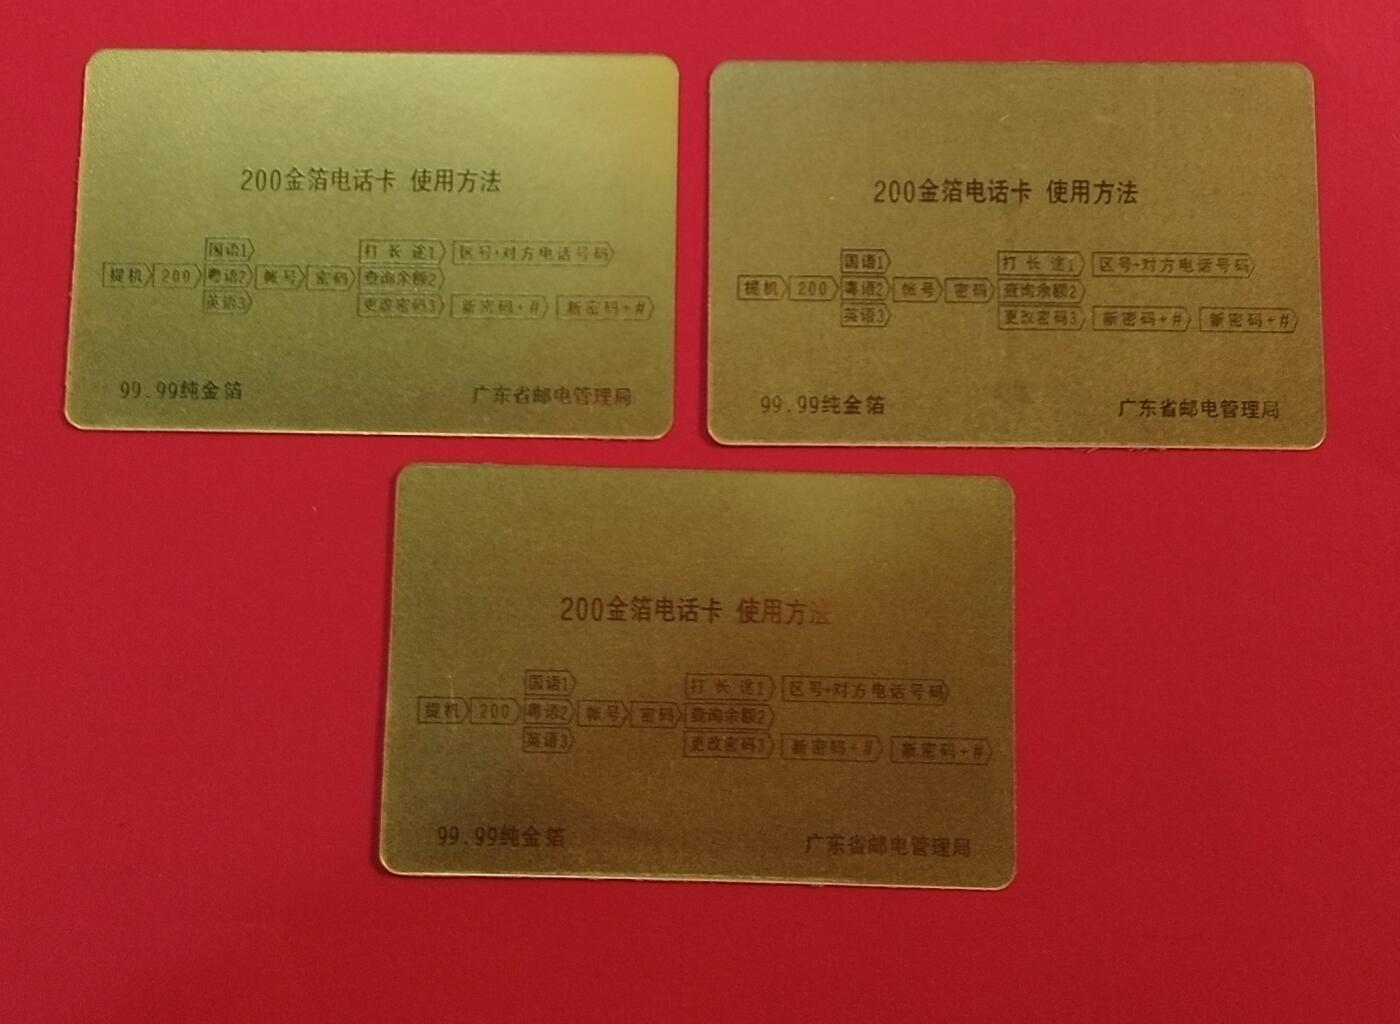 200金箔电话卡 使用方法
国语1 打长途1 区号+对方电话号码
提机 200 粤语2 帐号 密码 查询余额2
英语3 更改密码3 新密码+# 新密码+#
99.99纯金箔 广东省邮电管理局
200金箔电话卡 使用方法
国语1 打长途1 区号+对方电话号码
提机 200 粤语2 帐号 密码 查询余额2
英语3 更改密码3 新密码+# 新密码+#
99.99纯金箔 广东省邮电管理局
200金箔电话卡 使用方法
国语1 打长途1 区号+对方电话号码
提机 200 粤语2 帐号 密码 查询余额2
英语3 更改密码3 新密码+# 新密码+#
99.99纯金箔 广东省邮电管理局